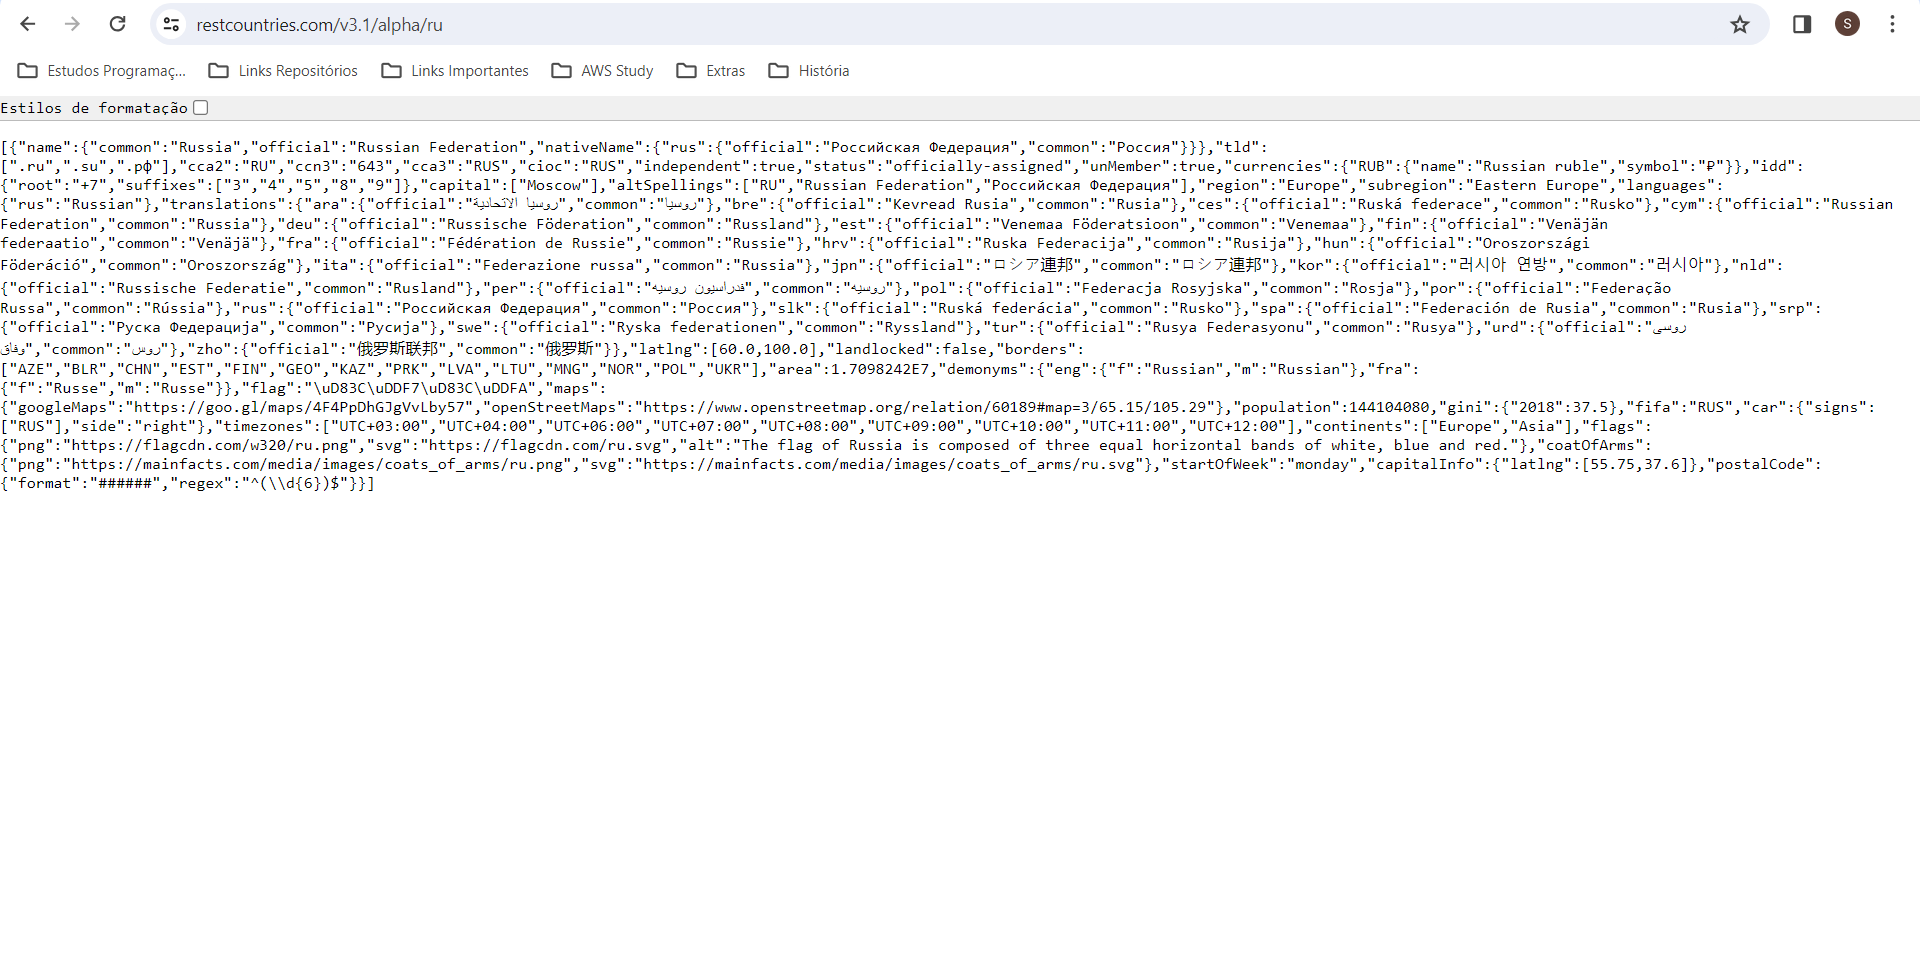 restcountries.com/v3.1/alpha/ru
S
Estudos Programaç... Links Repositórios Links Importantes AWS Study Extras História
Estilos de formatação
[{"name":{"common":"Russia","official":"Russian Federation","nativeName":{"rus":{"official":"Российская Федерация","common":"Россия"}}},"tld":
[".ru",".su",".рф"],"cca2":"RU","ccn3":"643","cca3":"RUS","cioc":"RUS","independent":true,"status":"officially-assigned","unMember":true,"currencies":{"RUB":{"name":"Russian ruble","symbol":"₽"}},"idd":
{"root":"+7","suffixes":["3","4","5","8","9"]},"capital":["Moscow"],"altSpellings":["RU","Russian Federation","Российская Федерация"],"region":"Europe","subregion":"Eastern Europe","languages":
{"rus":"Russian"},"translations":{"ara":{"official":"روسيا الاتحادية","common":"روسيا"},"bre":{"official":"Kevread Rusia","common":"Rusia"},"ces":{"official":"Ruská federace","common":"Rusko"},"cym":{"official":"Russian
Federation","common":"Russia"},"deu":{"official":"Russische Föderation","common":"Russland"},"est":{"official":"Venemaa Föderatsioon","common":"Venemaa"},"fin":{"official":"Venäjän
federaatio","common":"Venäjä"},"fra":{"official":"Fédération de Russie","common":"Russie"},"hrv":{"official":"Ruska Federacija","common":"Rusija"},"hun":{"official":"Oroszországi
Föderáció","common":"Oroszország"},"ita":{"official":"Federazione russa","common":"Russia"},"jpn":{"official":"ロシア連邦","common":"ロシア連邦"},"kor":{"official":"러시아 연방","common":"러시아"},"nld":
{"official":"Russische Federatie","common":"Rusland"},"per":{"official":"فدراسیون روسیه","common":"روسیه"},"pol":{"official":"Federacja Rosyjska","common":"Rosja"},"por":{"official":"Federação
Russa","common":"Rússia"},"rus":{"official":"Российская Федерация","common":"Россия"},"slk":{"official":"Ruská federácia","common":"Rusko"},"spa":{"official":"Federación de Rusia","common":"Rusia"},"srp":
{"official":"Руска Федерација","common":"Русија"},"swe":{"official":"Ryska federationen","common":"Ryssland"},"tur":{"official":"Rusya Federasyonu","common":"Rusya"},"urd":{"official":"روسی
وفاق","common":"روس"},"zho":{"official":"俄罗斯联邦","common":"俄罗斯"}},"latlng":[60.0,100.0],"landlocked":false,"borders":
["AZE","BLR","CHN","EST","FIN","GEO","KAZ","PRK","LVA","LTU","MNG","NOR","POL","UKR"],"area":1.7098242E7,"demonyms":{"eng":{"f":"Russian","m":"Russian"},"fra":
{"f":"Russe","m":"Russe"}},"flag":"\uD83C\uDDF7\uD83C\uDDFA","maps":
{"googleMaps":"https://goo.gl/maps/4F4PpDhGJgVvLby57","openStreetMaps":"https://www.openstreetmap.org/relation/60189#map=3/65.15/105.29"},"population":144104080,"gini":{"2018":37.5},"fifa":"RUS","car":{"signs":
["RUS"],"side":"right"},"timezones":["UTC+03:00","UTC+04:00","UTC+06:00","UTC+07:00","UTC+08:00","UTC+09:00","UTC+10:00","UTC+11:00","UTC+12:00"],"continents":["Europe","Asia"],"flags":
{"png":"https://flagcdn.com/w320/ru.png","svg":"https://flagcdn.com/ru.svg","alt":"The flag of Russia is composed of three equal horizontal bands of white, blue and red."},"coatOfArms":
{"png":"https://mainfacts.com/media/images/coats_of_arms/ru.png","svg":"https://mainfacts.com/media/images/coats_of_arms/ru.svg"},"startOfWeek":"monday","capitalInfo":{"latlng":[55.75,37.6]},"postalCode":
{"format":"######","regex":"^(\\d{6})$"}}]